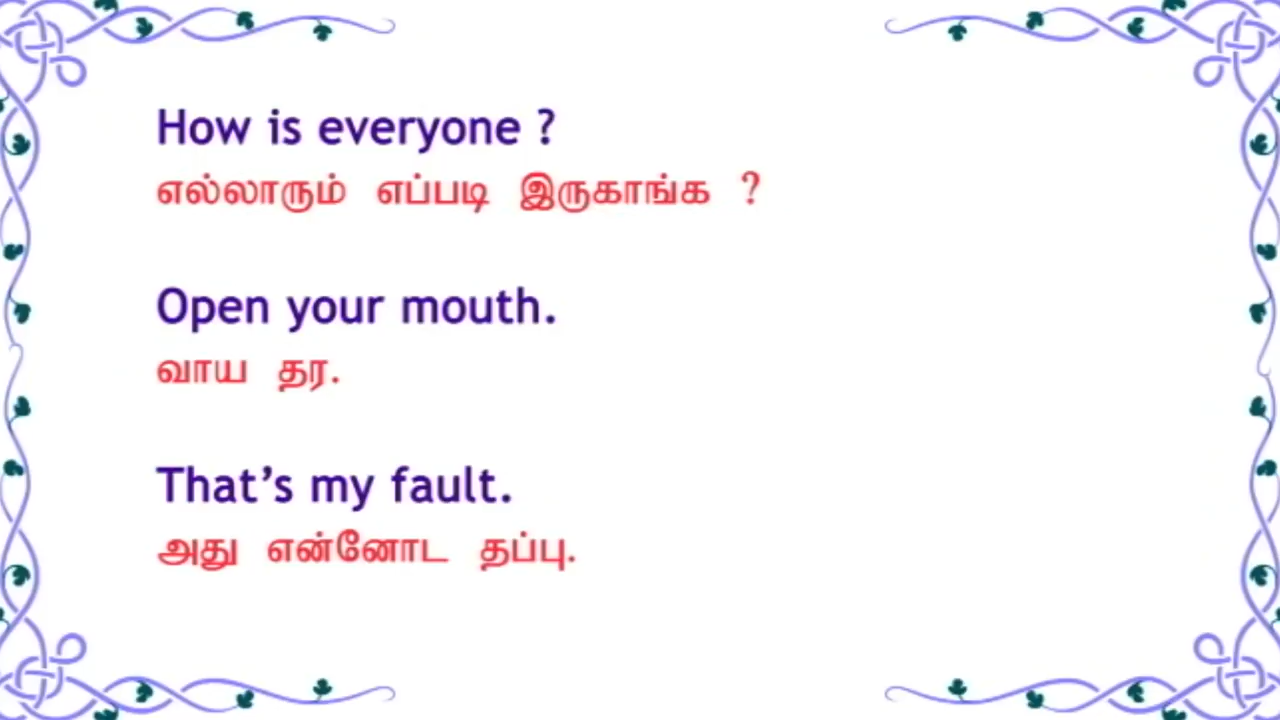 How is everyone ?
எல்லாரும் எப்படி இருகாங்க ?
Open your mouth.
வாய தர.
That's my fault.
அது என்னோட தப்பு.